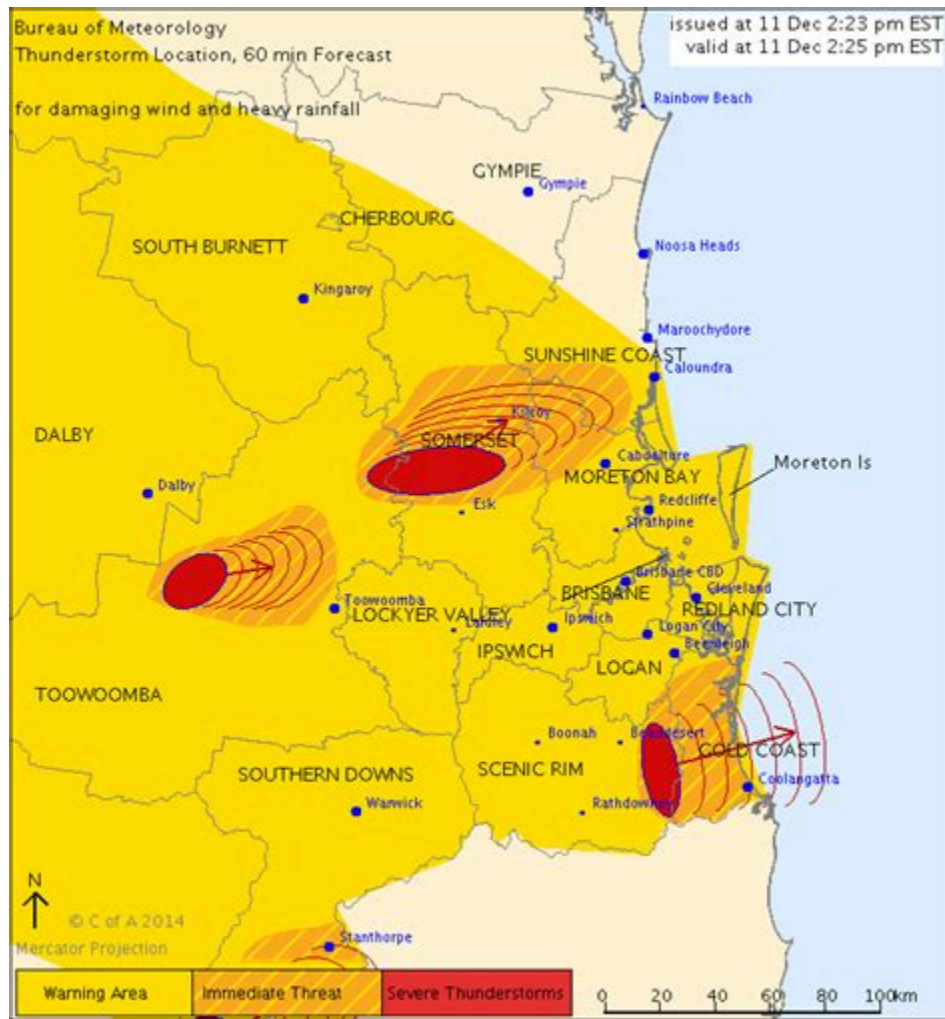 Bureau of Meteorology
Thunderstorm Location, 60 min Forecast
for damaging wind and heavy rainfall
issued at 11 Dec 2:23 pm EST
valid at 11 Dec 2:25 pm EST
Rainbow Beach
GYMPIE
Gympie
CHERBOURG
SOUTH BURNETT
Noosa Heads
Kingaroy
Maroochydore
SUNSHINE COAST
Caloundra
Kilcoy
DALBY
SOMERSET
Caboolture
Moreton Is
MORETON BAY
Dalby
Redcliffe
Esk
Strathpine
Brisbane CBD
BRISBANE
Cleveland
Toowoomba
LOCKYER VALLEY
REDLAND CITY
Laidley
Ipswich
Logan City
IPSWICH
Beenleigh
LOGAN
TOOWOOMBA
Boonah
Beaudesert
GOLD COAST
SCENIC RIM
SOUTHERN DOWNS
Coolangatta
Warwick
Rathdowney
N
© C of A 2014
Stanthorpe
Mercator Projection
Warning Area
Immediate Threat
Severe Thunderstorms
0 20 40 60 80 100km